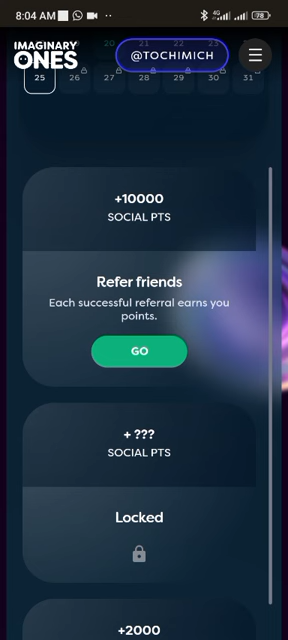 8:04 AM
4G
78
IMAGINARY
ONES
@TOCHIMICH
20 21 22 23
25 26 27 28 29 30 31
+10000
SOCIAL PTS
Refer friends
Each successful referral earns you
points.
GO
+ ???
SOCIAL PTS
Locked
+2000